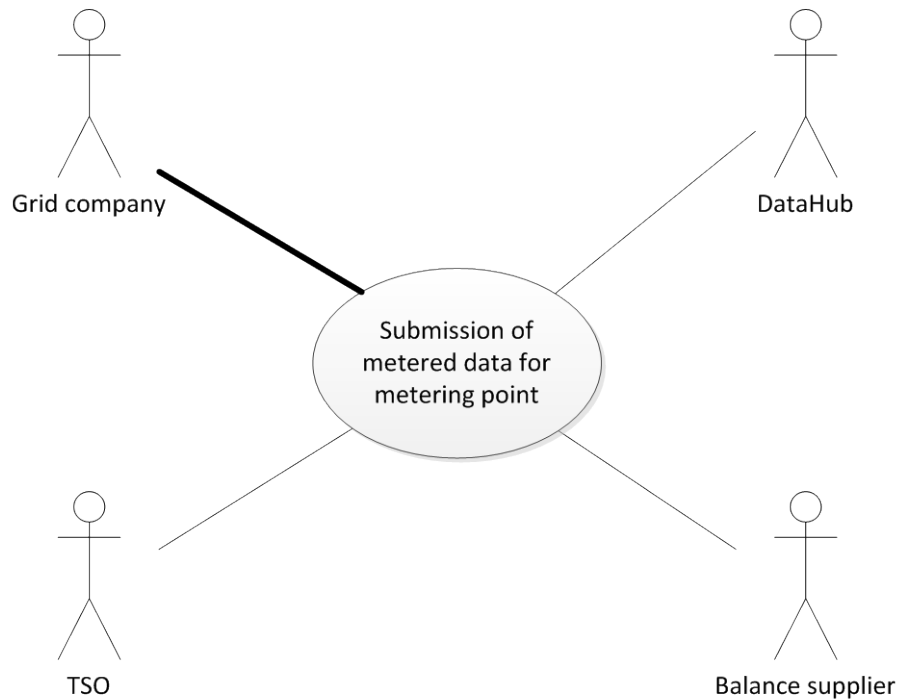 Grid company
DataHub
Submission of
metered data for
metering point
TSO
Balance supplier